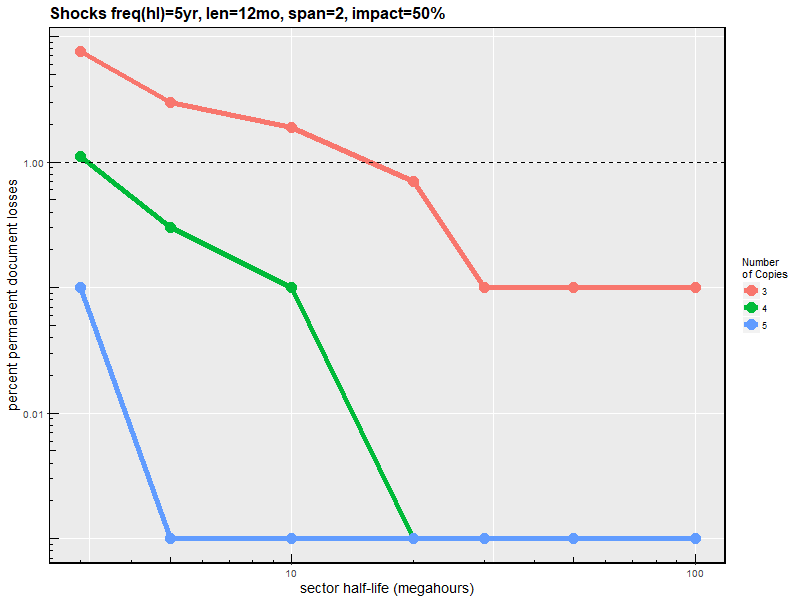 Shocks freq(hl)=5yr, len=12mo, span=2, impact=50%
percent permanent document losses
1.00
0.01
10
100
sector half-life (megahours)
Number
of Copies
3
4
5